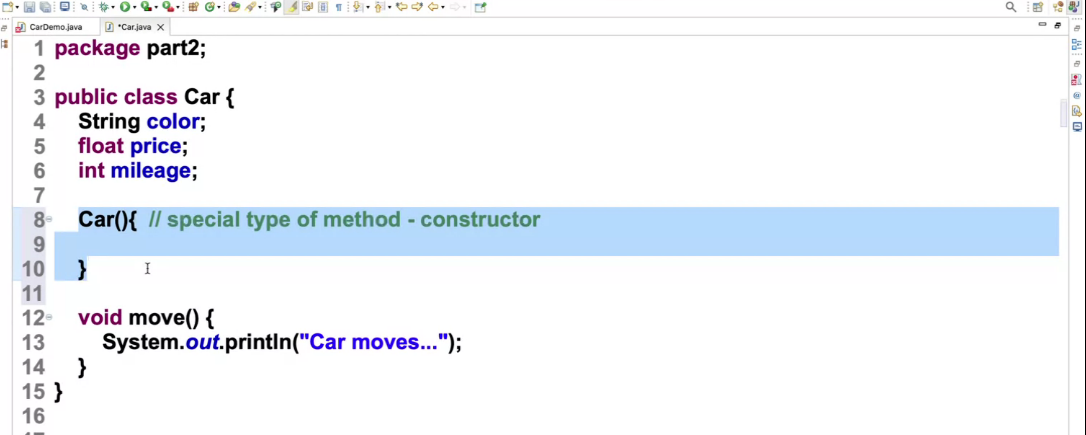 CarDemo.java
*Car.java
1 package part2;
2
3 public class Car {
4 String color;
5 float price;
6 int mileage;
7
8 Car(){ // special type of method - constructor
9
10 }
11
12 void move() {
13 System.out.println("Car moves...");
14 }
15 }
16